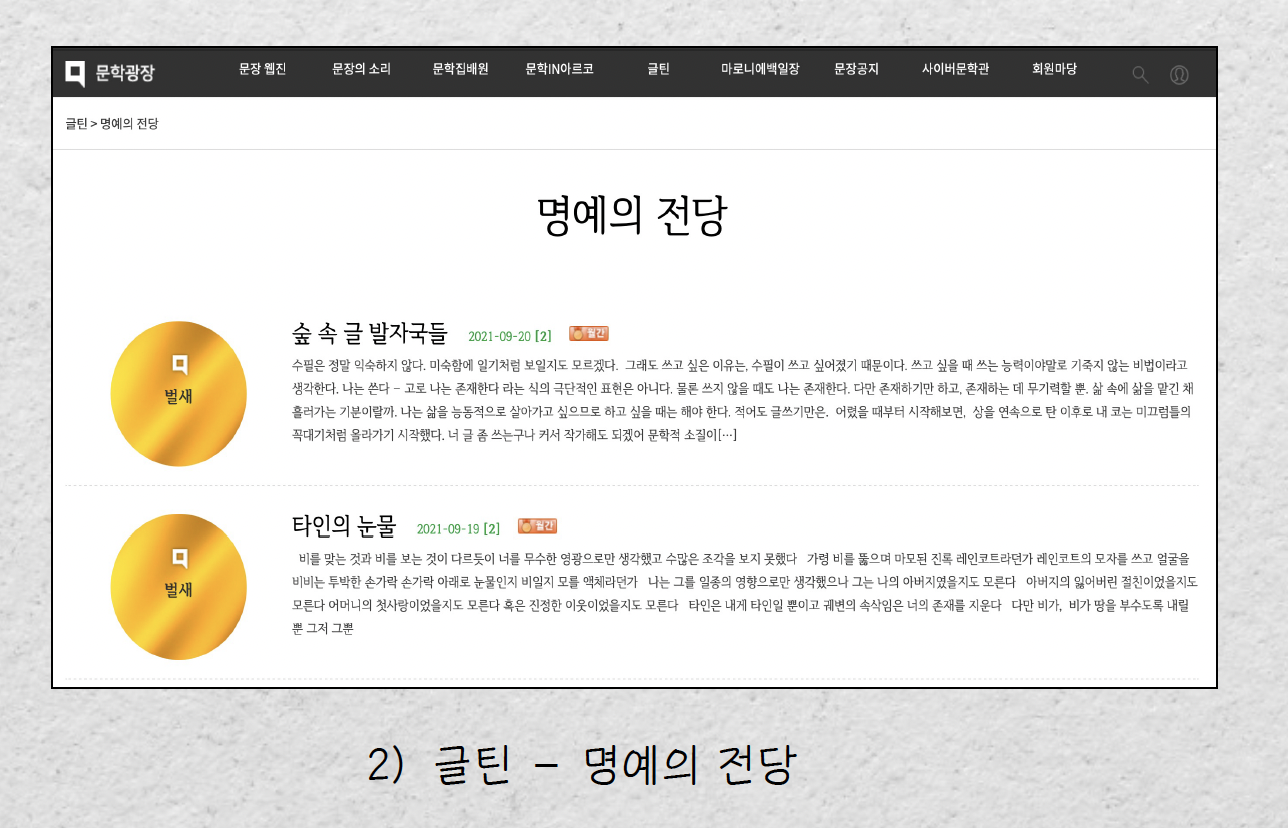 문학광장 문장 웹진 문장의 소리 문학집배원 문학IN아르코 글틴 마로니에백일장 문장공지 사이버문학관 회원마당
글틴 > 명예의 전당
명예의 전당
벌새
숲 속 글 발자국들 2021-09-20 [2] 월간
수필은 정말 익숙하지 않다. 미숙함에 일기처럼 보일지도 모르겠다. 그래도 쓰고 싶은 이유는, 수필이 쓰고 싶어졌기 때문이다. 쓰고 싶을 때 쓰는 능력이야말로 기죽지 않는 비법이라고
생각한다. 나는 쓴다 – 고로 나는 존재한다 라는 식의 극단적인 표현은 아니다. 물론 쓰지 않을 때도 나는 존재한다. 다만 존재하기만 하고, 존재하는 데 무기력할 뿐. 삶 속에 삶을 맡긴 채
흘러가는 기분이랄까. 나는 삶을 능동적으로 살아가고 싶으므로 하고 싶을 때는 해야 한다. 적어도 글쓰기만은. 어렸을 때부터 시작해보면, 상을 연속으로 탄 이후로 내 코는 미끄럼틀의
꼭대기처럼 올라가기 시작했다. 너 글 좀 쓰는구나 커서 작가해도 되겠어 문학적 소질이[…]
벌새
타인의 눈물 2021-09-19 [2] 월간
비를 맞는 것과 비를 보는 것이 다르듯이 너를 무수한 영광으로만 생각했고 수많은 조각을 보지 못했다 가령 비를 뚫으며 마모된 진록 레인코트라던가 레인코트의 모자를 쓰고 얼굴을
비비는 투박한 손가락 손가락 아래로 눈물인지 비일지 모를 액체라던가 나는 그를 일종의 영향으로만 생각했으나 그는 나의 아버지였을지도 모른다 아버지의 잃어버린 절친이었을지도
모른다 어머니의 첫사랑이었을지도 모른다 혹은 진정한 이웃이었을지도 모른다 타인은 내게 타인일 뿐이고 궤변의 속삭임은 너의 존재를 지운다 다만 비가, 비가 땅을 부수도록 내릴
뿐 그저 그뿐
2) 글틴 – 명예의 전당